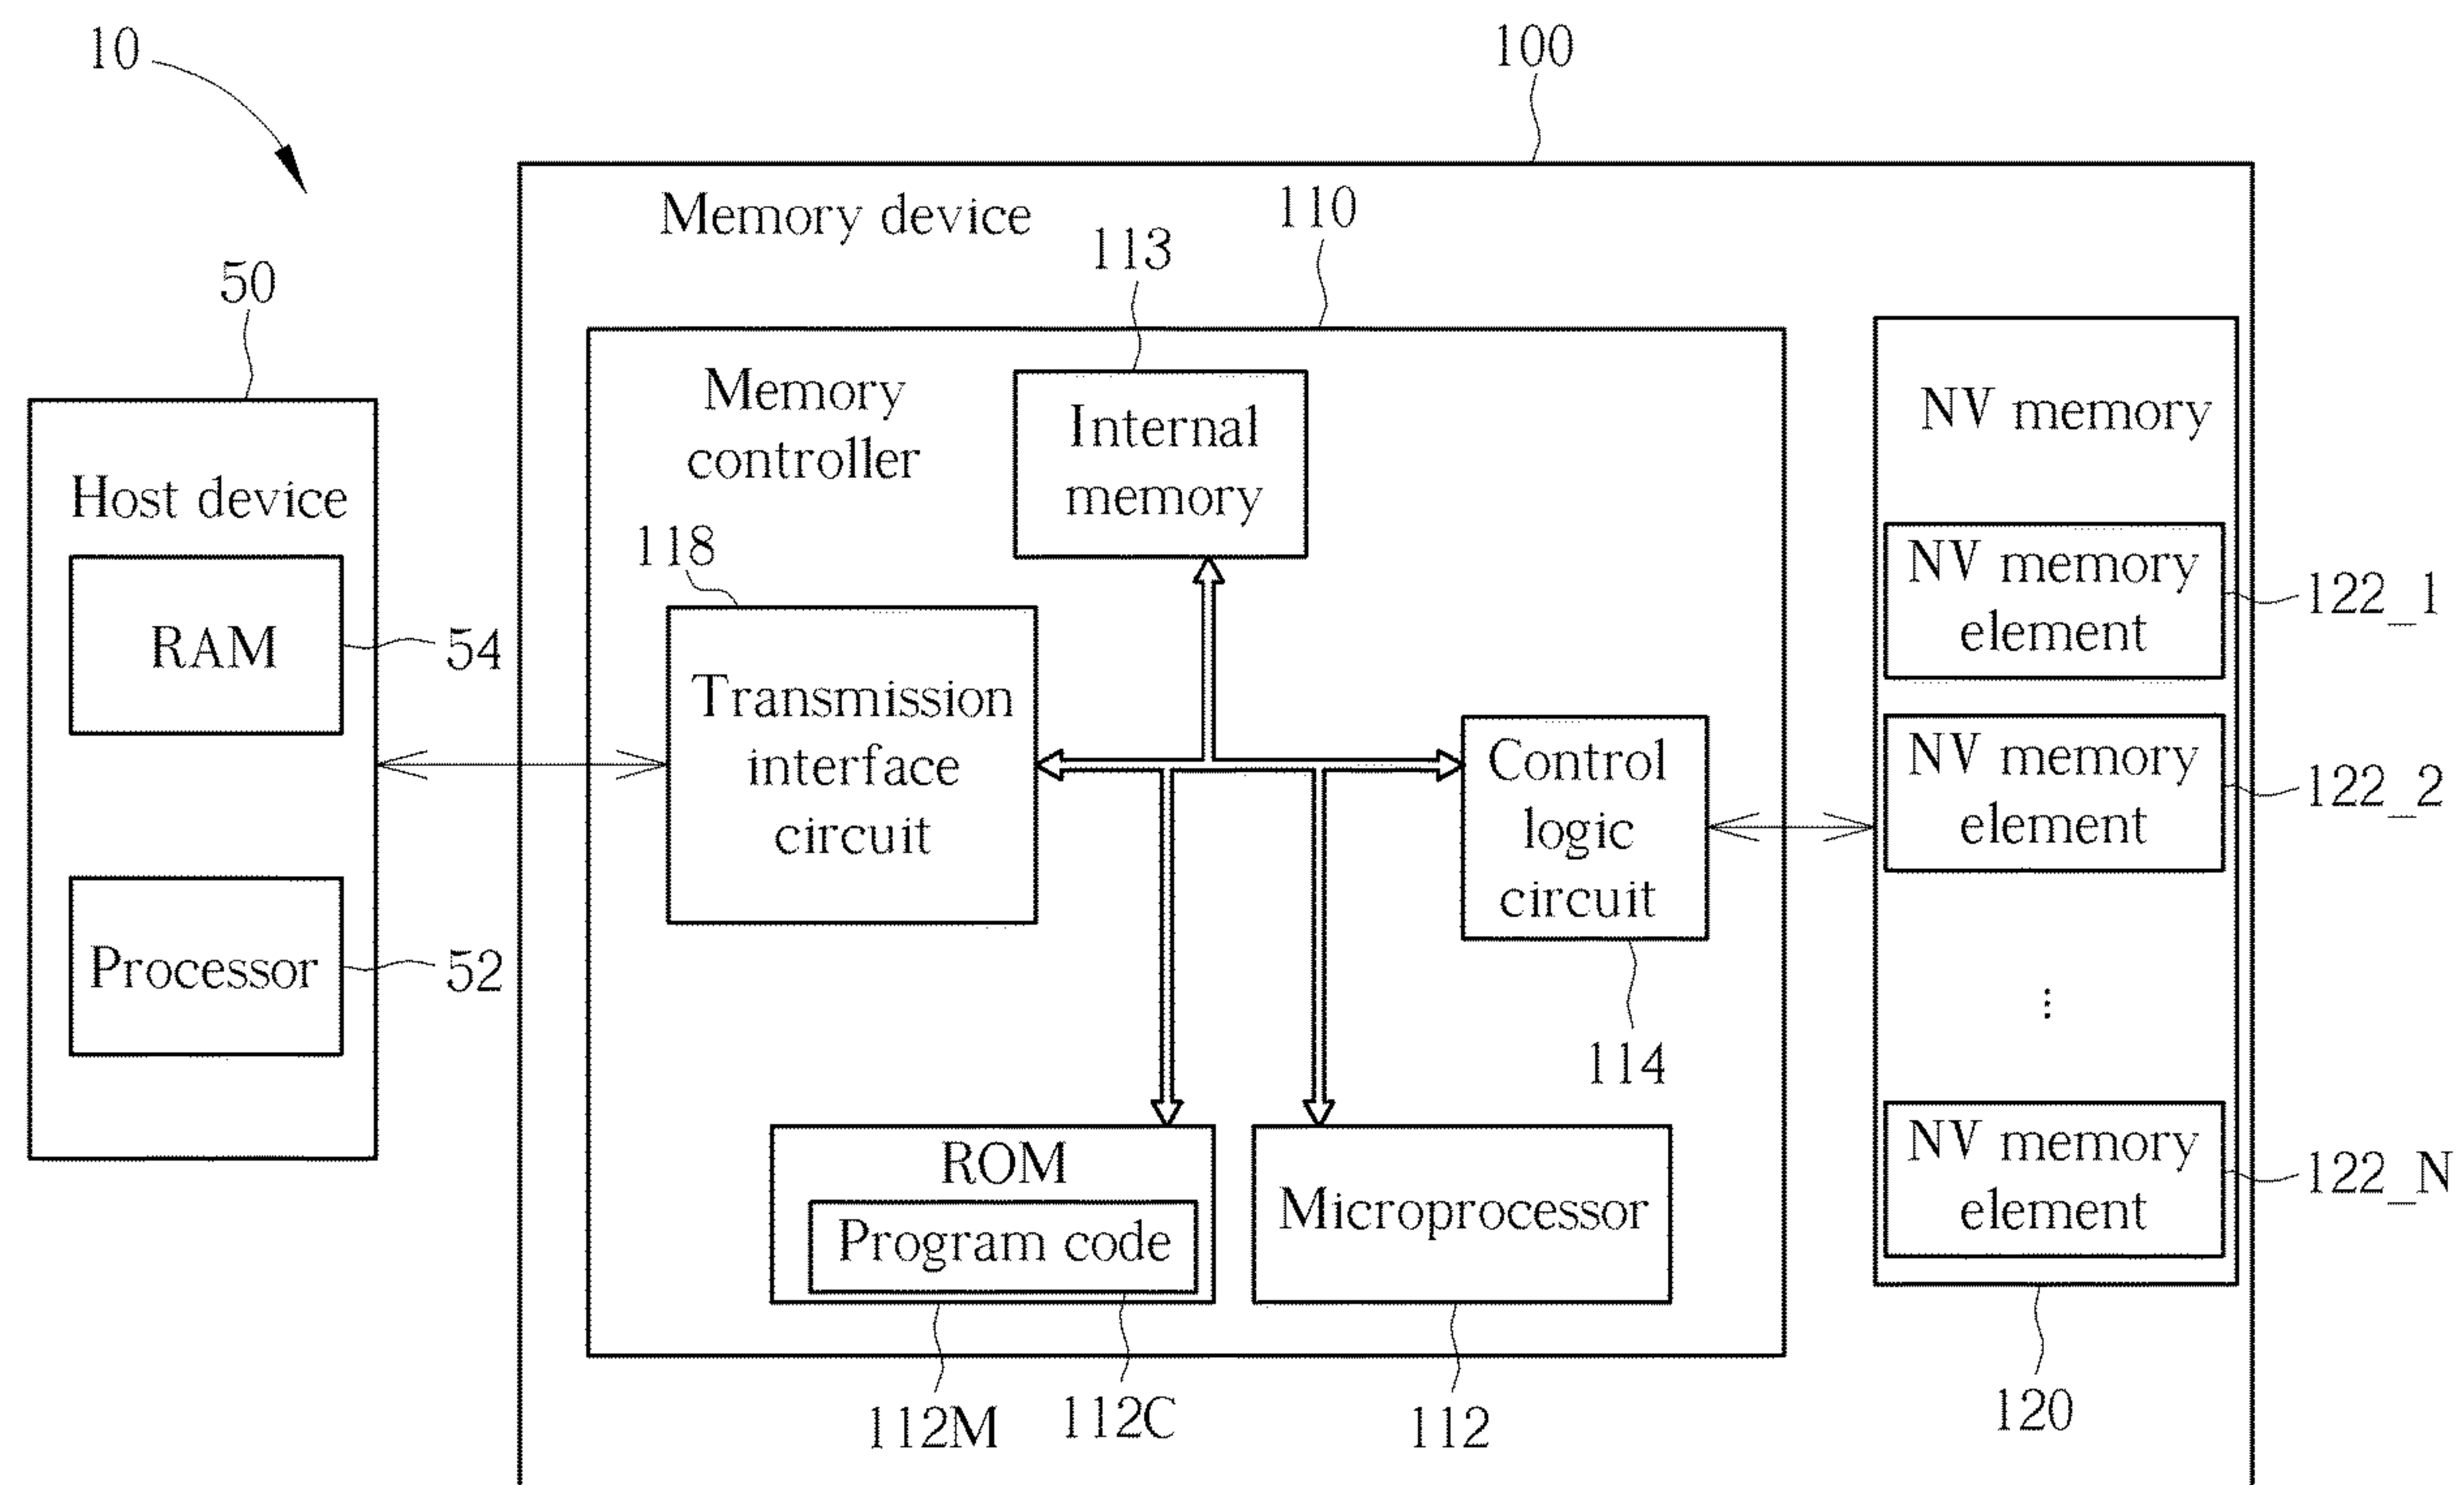 10
100
Memory device
110
113
50
Memory
controller
Internal
memory
NV memory
Host device
118
RAM
54
Transmission
interface
circuit
Control
logic
circuit
NV memory
element
122_1
NV memory
element
122_2
Processor
52
⋮
114
NV memory
element
122_N
ROM
Program code
Microprocessor
112M
112C
112
120